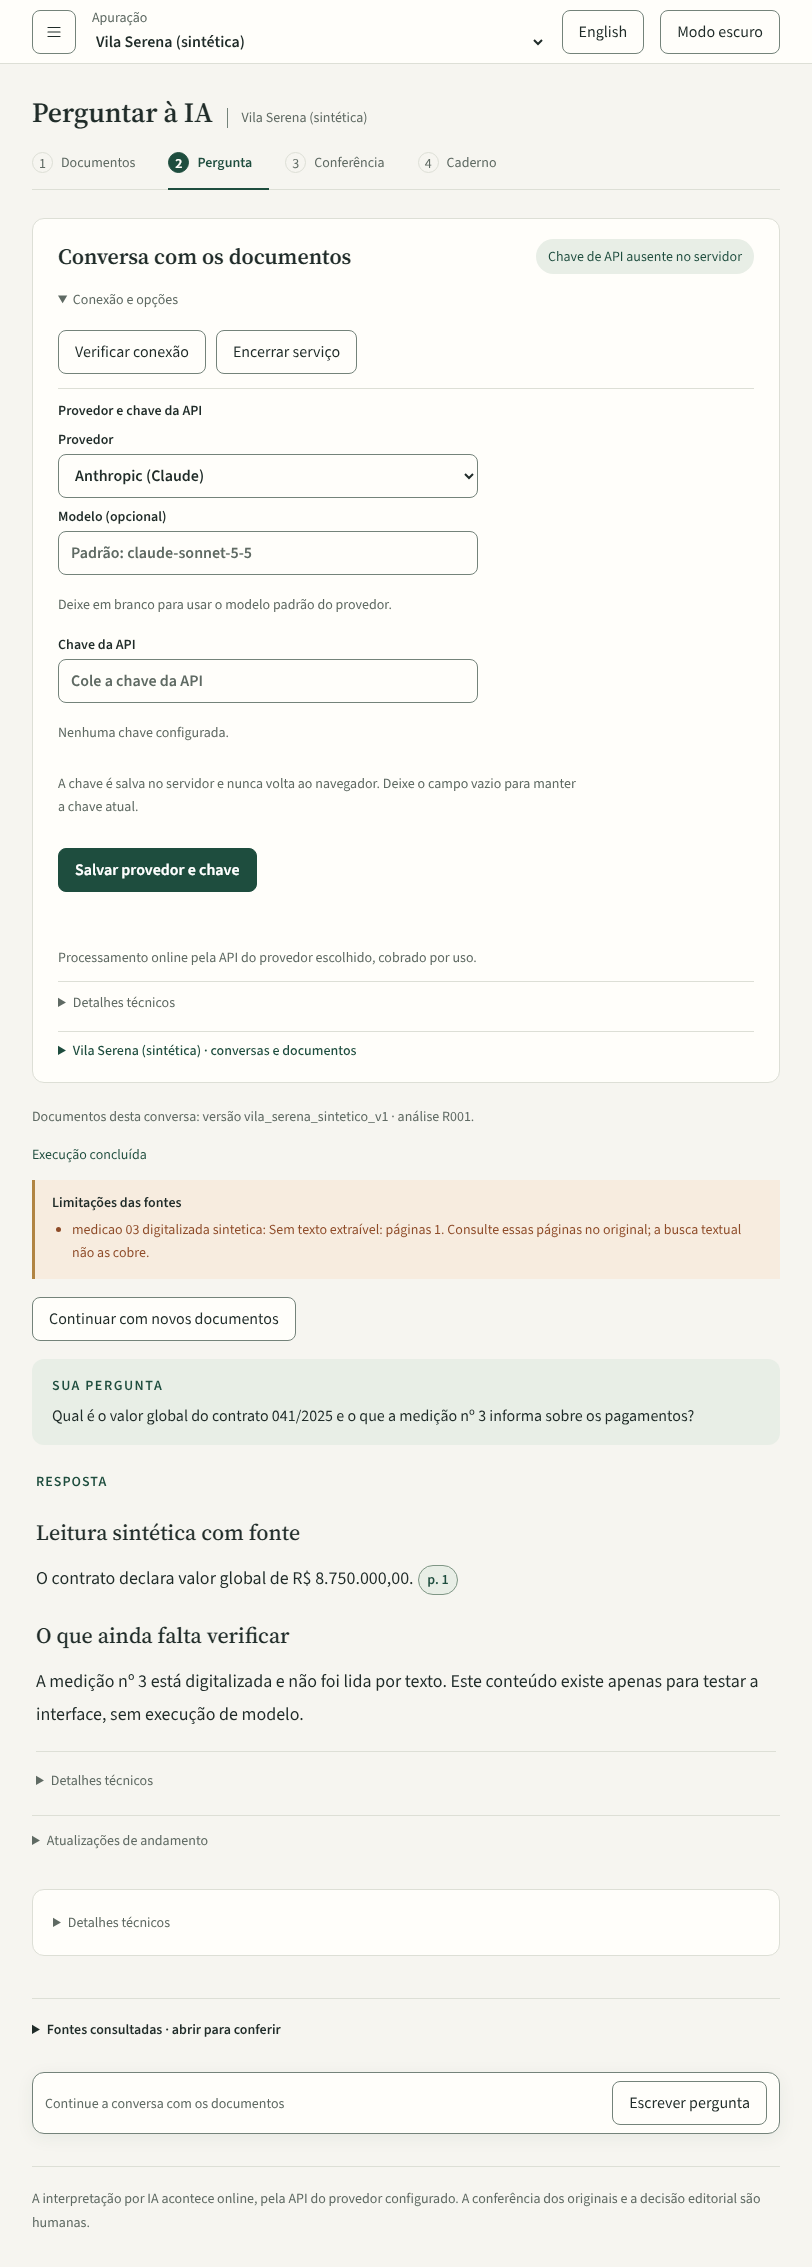 Apuração
Vila Serena (sintética)
English
Modo escuro
Perguntar à IA
Vila Serena (sintética)
1 Documentos
2 Pergunta
3 Conferência
4 Caderno
Conversa com os documentos
Chave de API ausente no servidor
Conexão e opções
Verificar conexão
Encerrar serviço
Provedor e chave da API
Provedor
Anthropic (Claude)
Modelo (opcional)
Padrão: claude-sonnet-5-5
Deixe em branco para usar o modelo padrão do provedor.
Chave da API
Cole a chave da API
Nenhuma chave configurada.
A chave é salva no servidor e nunca volta ao navegador. Deixe o campo vazio para manter
a chave atual.
Salvar provedor e chave
Processamento online pela API do provedor escolhido, cobrado por uso.
Detalhes técnicos
Vila Serena (sintética) · conversas e documentos
Documentos desta conversa: versão vila_serena_sintetico_v1 · análise R001.
Execução concluída
Limitações das fontes
medicao 03 digitalizada sintetica: Sem texto extraível: páginas 1. Consulte essas páginas no original; a busca textual
não as cobre.
Continuar com novos documentos
SUA PERGUNTA
Qual é o valor global do contrato 041/2025 e o que a medição nº 3 informa sobre os pagamentos?
RESPOSTA
Leitura sintética com fonte
O contrato declara valor global de R$ 8.750.000,00. p. 1
O que ainda falta verificar
A medição nº 3 está digitalizada e não foi lida por texto. Este conteúdo existe apenas para testar a
interface, sem execução de modelo.
Detalhes técnicos
Atualizações de andamento
Detalhes técnicos
Fontes consultadas · abrir para conferir
Continue a conversa com os documentos
Escrever pergunta
A interpretação por IA acontece online, pela API do provedor configurado. A conferência dos originais e a decisão editorial são
humanas.